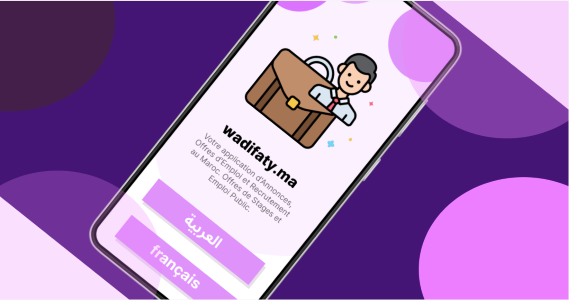 wadifaty.ma
Votre application d'Annonces,
Offres d'Emploi et Recrutement
au Maroc. Offres de Stages et
Emploi Public.
العربية
français